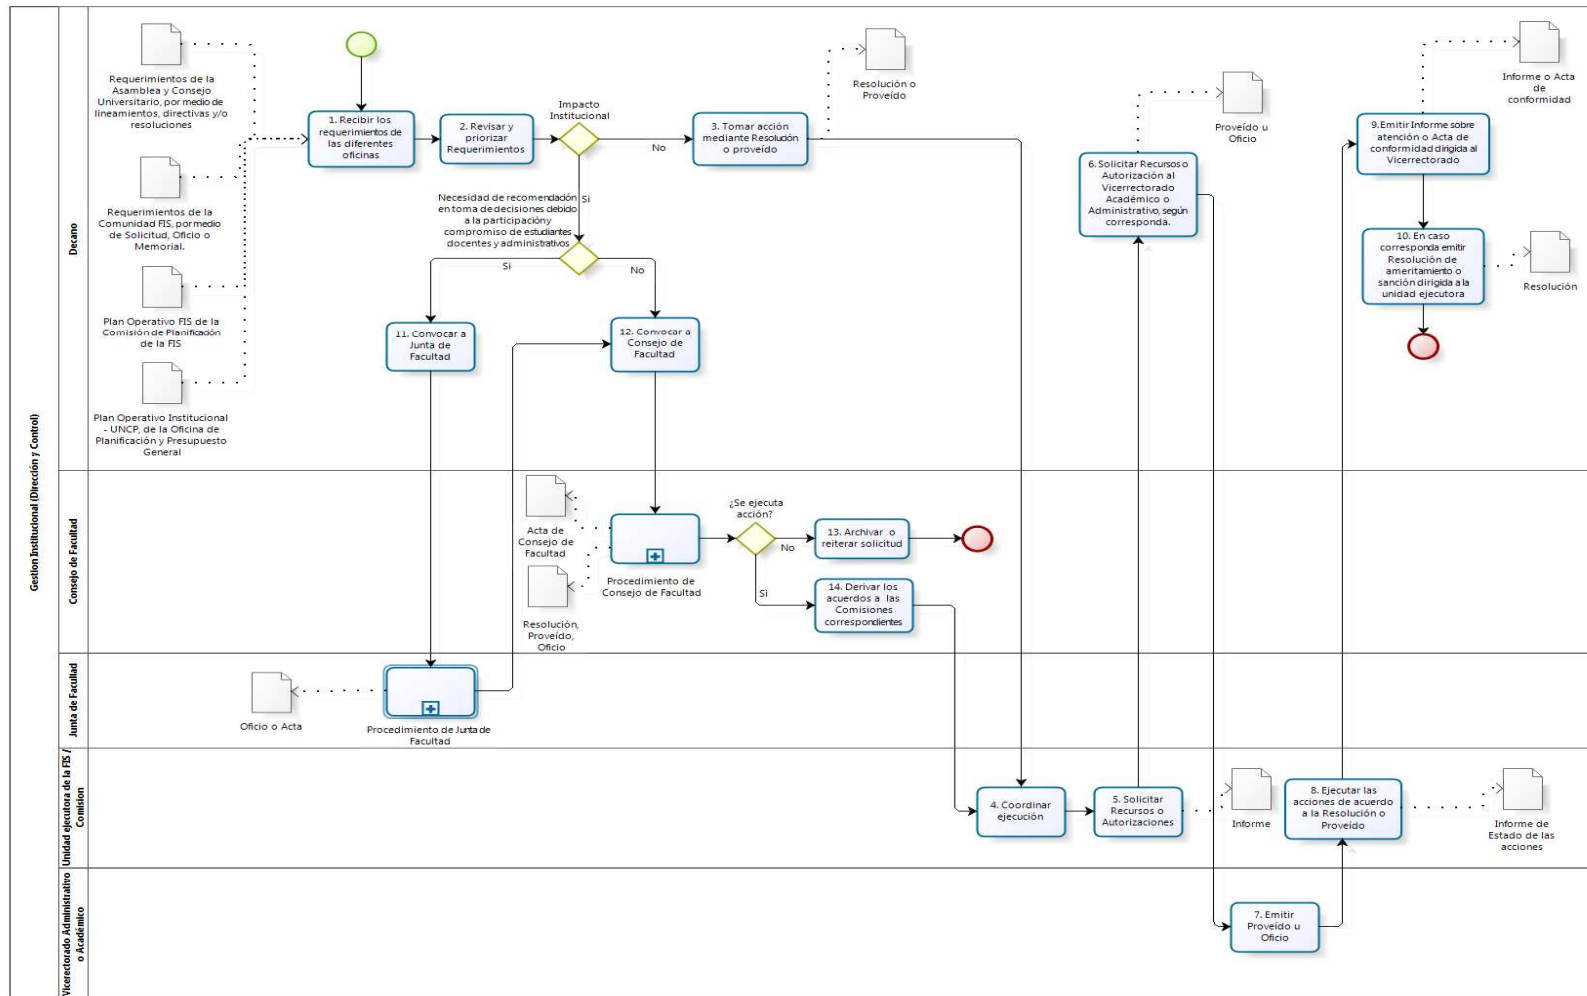 Gestion Institucional (Dirección y Control)
Decano
Requerimientos de la
Asamblea y Consejo
Universitario, por medio de
lineamientos, directivas y/o
resoluciones
Requerimientos de la
Comunidad FIS, por medio
de Solicitud, Oficio o
Memorial.
Plan Operativo FIS de la
Comisión de Planificación
de la FIS
Plan Operativo Institucional
- UNCP, de la Oficina de
Planificación y Presupuesto
General
1. Recibir los
requerimientos de
las diferentes
oficinas
2. Revisar y
priorizar
Requerimientos
Impacto
Institucional
No
Si
3. Tomar acción
mediante Resolución
o proveído
Resolución o
Proveído
Necesidad de recomendación
en toma de decisiones debido
a la participación y
compromiso de estudiantes
docentes y administrativos
Si
No
11. Convocar a
Junta de
Facultad
12. Convocar a
Consejo de
Facultad
6. Solicitar Recursos o
Autorización al
Vicerrectorado
Académico o
Administrativo, según
corresponda.
Proveído u
Oficio
Informe o Acta
de
conformidad
9.Emitir Informe sobre
atención o Acta de
conformidad dirigida al
Vicerrectorado
10. En caso
corresponda emitir
Resolución de
ameritamiento o
sanción dirigida a la
unidad ejecutora
Resolución
Consejo de Facultad
Acta de
Consejo de
Facultad
Resolución,
Proveído,
Oficio
Procedimiento de
Consejo de Facultad
¿Se ejecuta
acción?
No
Si
13. Archivar o
reiterar solicitud
14. Derivar los
acuerdos a las
Comisiones
correspondientes
Junta de Facultad
Oficio o Acta
Procedimiento de Junta de
Facultad
Unidad ejecutora de la FIS /
Comision
4. Coordinar
ejecución
5. Solicitar
Recursos o
Autorizaciones
Informe
8. Ejecutar las
acciones de acuerdo
a la Resolución o
Proveído
Informe de
Estado de las
acciones
Vicerectorado Administrativo
o Académico
7. Emitir
Proveído u
Oficio